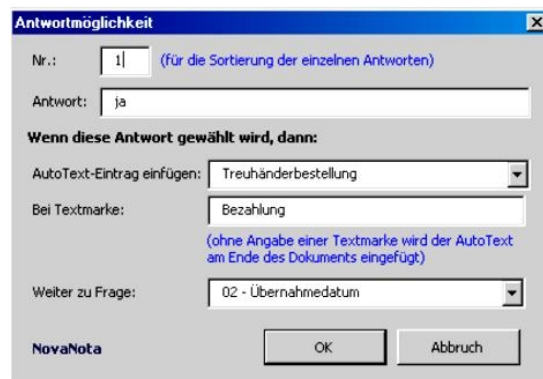 Antwortmöglichkeit
Nr.: 1 (für die Sortierung der einzelnen Antworten)
Antwort: ja
Wenn diese Antwort gewählt wird, dann:
AutoText-Eintrag einfügen: Treuhänderbestellung
Bei Textmarke: Bezahlung
(ohne Angabe einer Textmarke wird der AutoText
am Ende des Dokuments eingefügt)
Weiter zu Frage: 02 - Übernahmedatum
NovaNota OK Abbruch